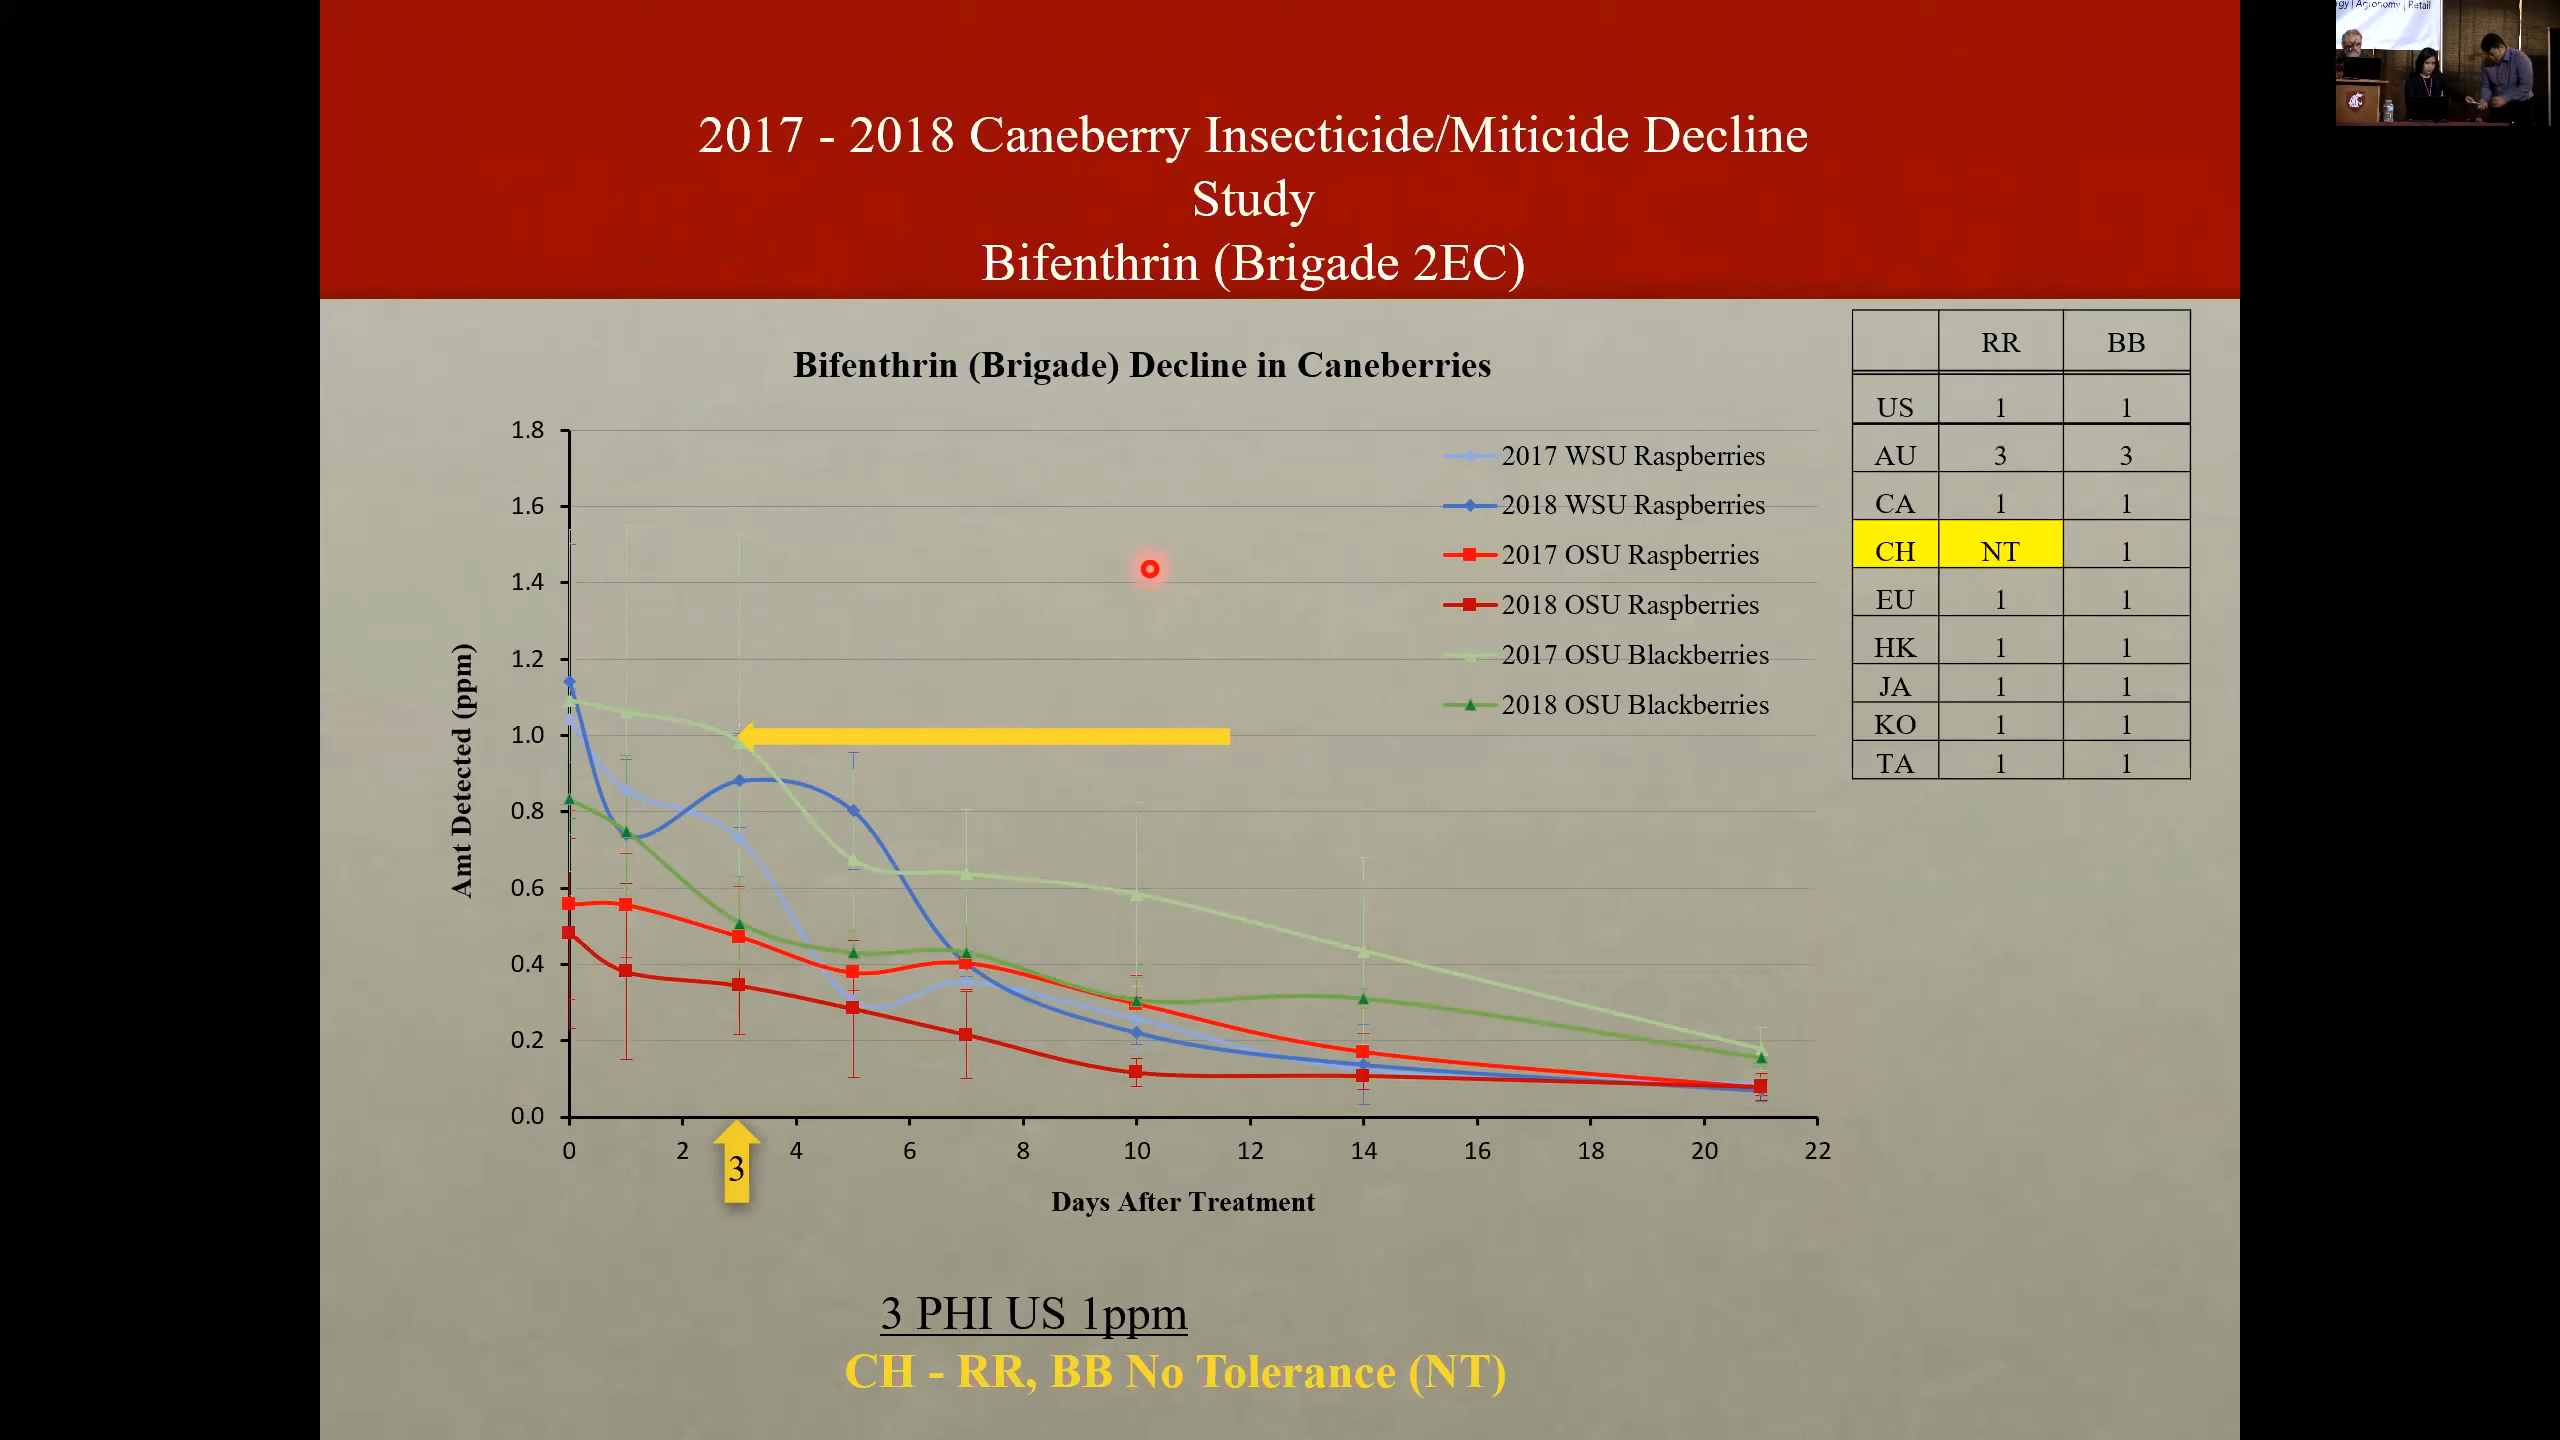 gy | Agronomy | Retail
2017 - 2018 Caneberry Insecticide/Miticide Decline
Study
Bifenthrin (Brigade 2EC)
Bifenthrin (Brigade) Decline in Caneberries
Amt Detected (ppm)
1.8
1.6
1.4
1.2
1.0
0.8
0.6
0.4
0.2
0.0
2017 WSU Raspberries
2018 WSU Raspberries
2017 OSU Raspberries
2018 OSU Raspberries
2017 OSU Blackberries
2018 OSU Blackberries
0 2 4 6 8 10 12 14 16 18 20 22
3
Days After Treatment
RR BB
US 1 1
AU 3 3
CA 1 1
CH NT 1
EU 1 1
HK 1 1
JA 1 1
KO 1 1
TA 1 1
3 PHI US 1ppm
CH - RR, BB No Tolerance (NT)